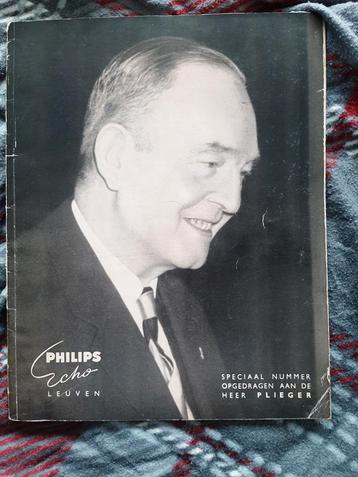 PHILIPS
Echo
LEUVEN
SPECIAAL NUMMER
OPGEDRAGEN AAN DE
HEER PLIEGER